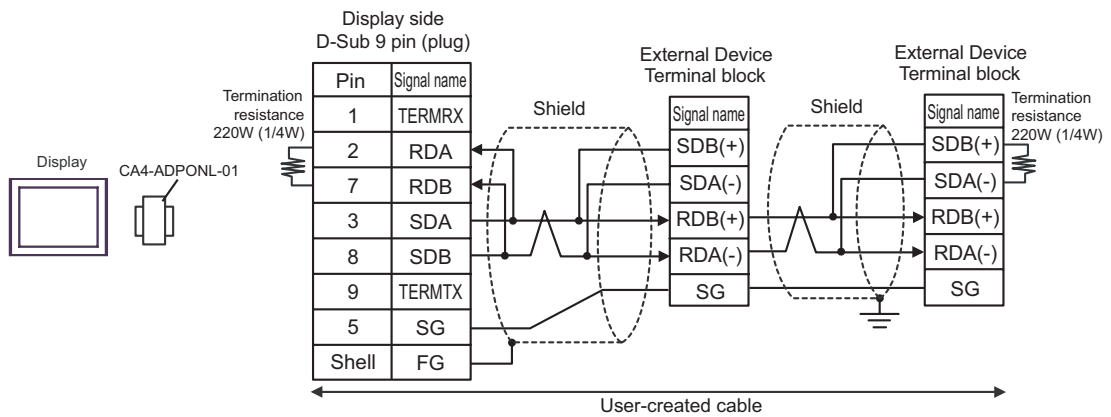 Display side
D-Sub 9 pin (plug)
External Device
Terminal block
External Device
Terminal block
Termination
resistance
220W (1/4W)
Pin Signal name
1 TERMRX
2 RDA
7 RDB
3 SDA
8 SDB
9 TERMTX
5 SG
Shell FG
Shield
Signal name
SDB(+)
SDA(-)
RDB(+)
RDA(-)
SG
Shield
Signal name
SDB(+)
SDA(-)
RDB(+)
RDA(-)
SG
Termination
resistance
220W (1/4W)
Display
CA4-ADPONL-01
User-created cable